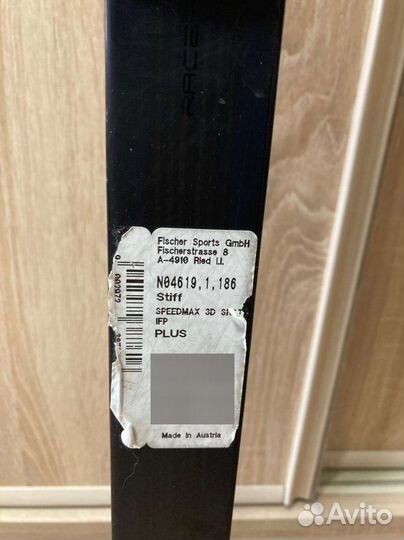 RACE
Fischer Sports GmbH
Fischerstrasse 8
A-4910 Ried i.I.
N04619,1,186
Stiff
SPEEDMAX 3D
IFP
PLUS
Made in Austria
Avito